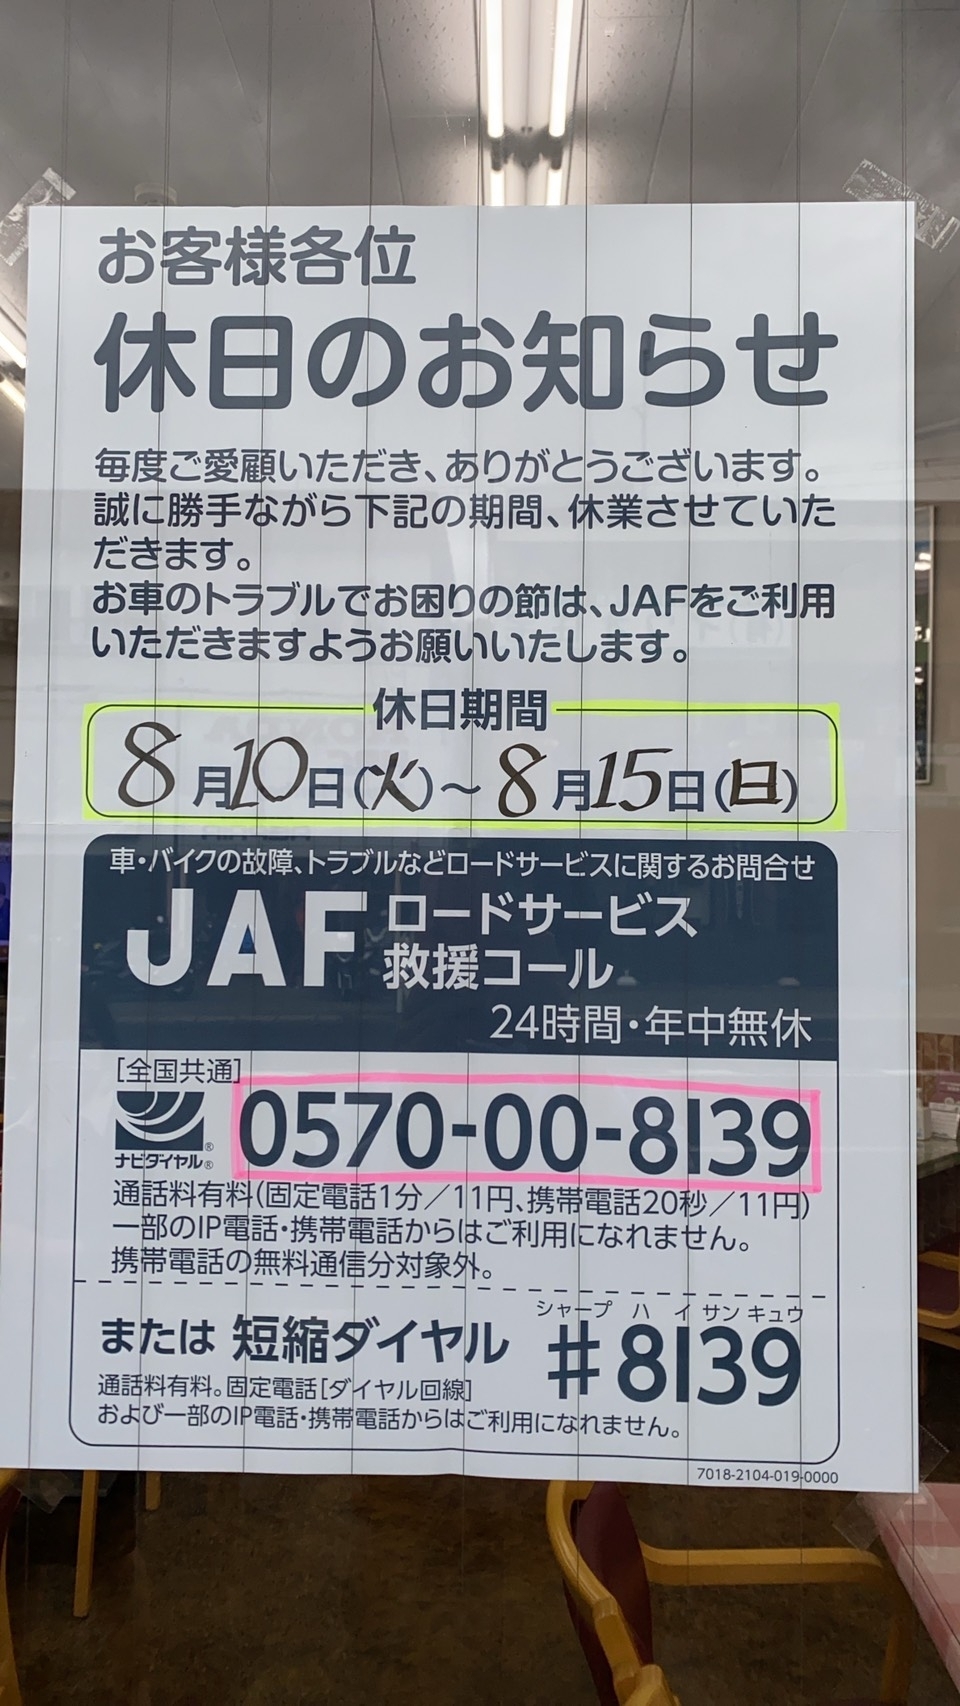 お客様各位
休日のお知らせ
毎度ご愛顧いただき、ありがとうございます。
誠に勝手ながら下記の期間、休業させていた
だきます。
お車のトラブルでお困りの節は、JAFをご利用
いただきますようお願いいたします。
休日期間
8月10日(火)~8月15日(日)
車・バイクの故障、トラブルなどロードサービスに関するお問合せ
JAF ロードサービス
救援コール
24時間・年中無休
[全国共通]
ナビダイヤル® 0570-00-8139
通話料有料(固定電話1分/11円、携帯電話20秒/11円)
一部のIP電話・携帯電話からはご利用になれません。
携帯電話の無料通信分対象外。
シャープ ハ イ サン キュウ
または 短縮ダイヤル #8139
通話料有料。固定電話[ダイヤル回線]
および一部のIP電話・携帯電話からはご利用になれません。
7018-2104-019-0000